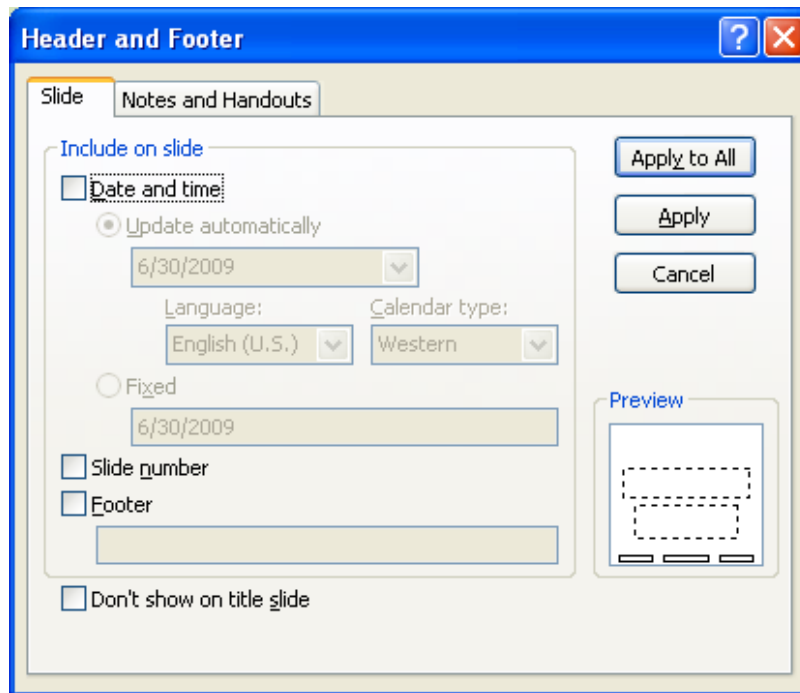 Header and Footer
Slide
Notes and Handouts
Include on slide
Date and time
Update automatically
6/30/2009
Language:
Calendar type:
English (U.S.)
Western
Fixed
6/30/2009
Slide number
Footer
Don't show on title slide
Apply to All
Apply
Cancel
Preview